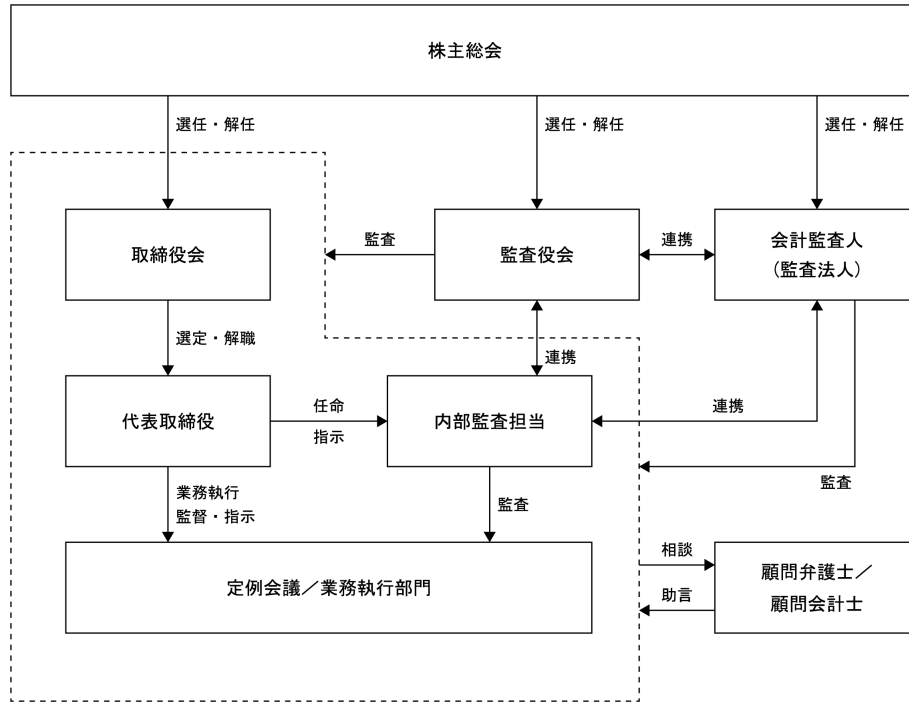 株主総会
選任・解任
選任・解任
選任・解任
取締役会
監査
監査役会
連携
会計監査人
(監査法人)
選定・解職
連携
代表取締役
任命
指示
内部監査担当
連携
監査
業務執行
監督・指示
監査
定例会議／業務執行部門
相談
助言
顧問弁護士／
顧問会計士